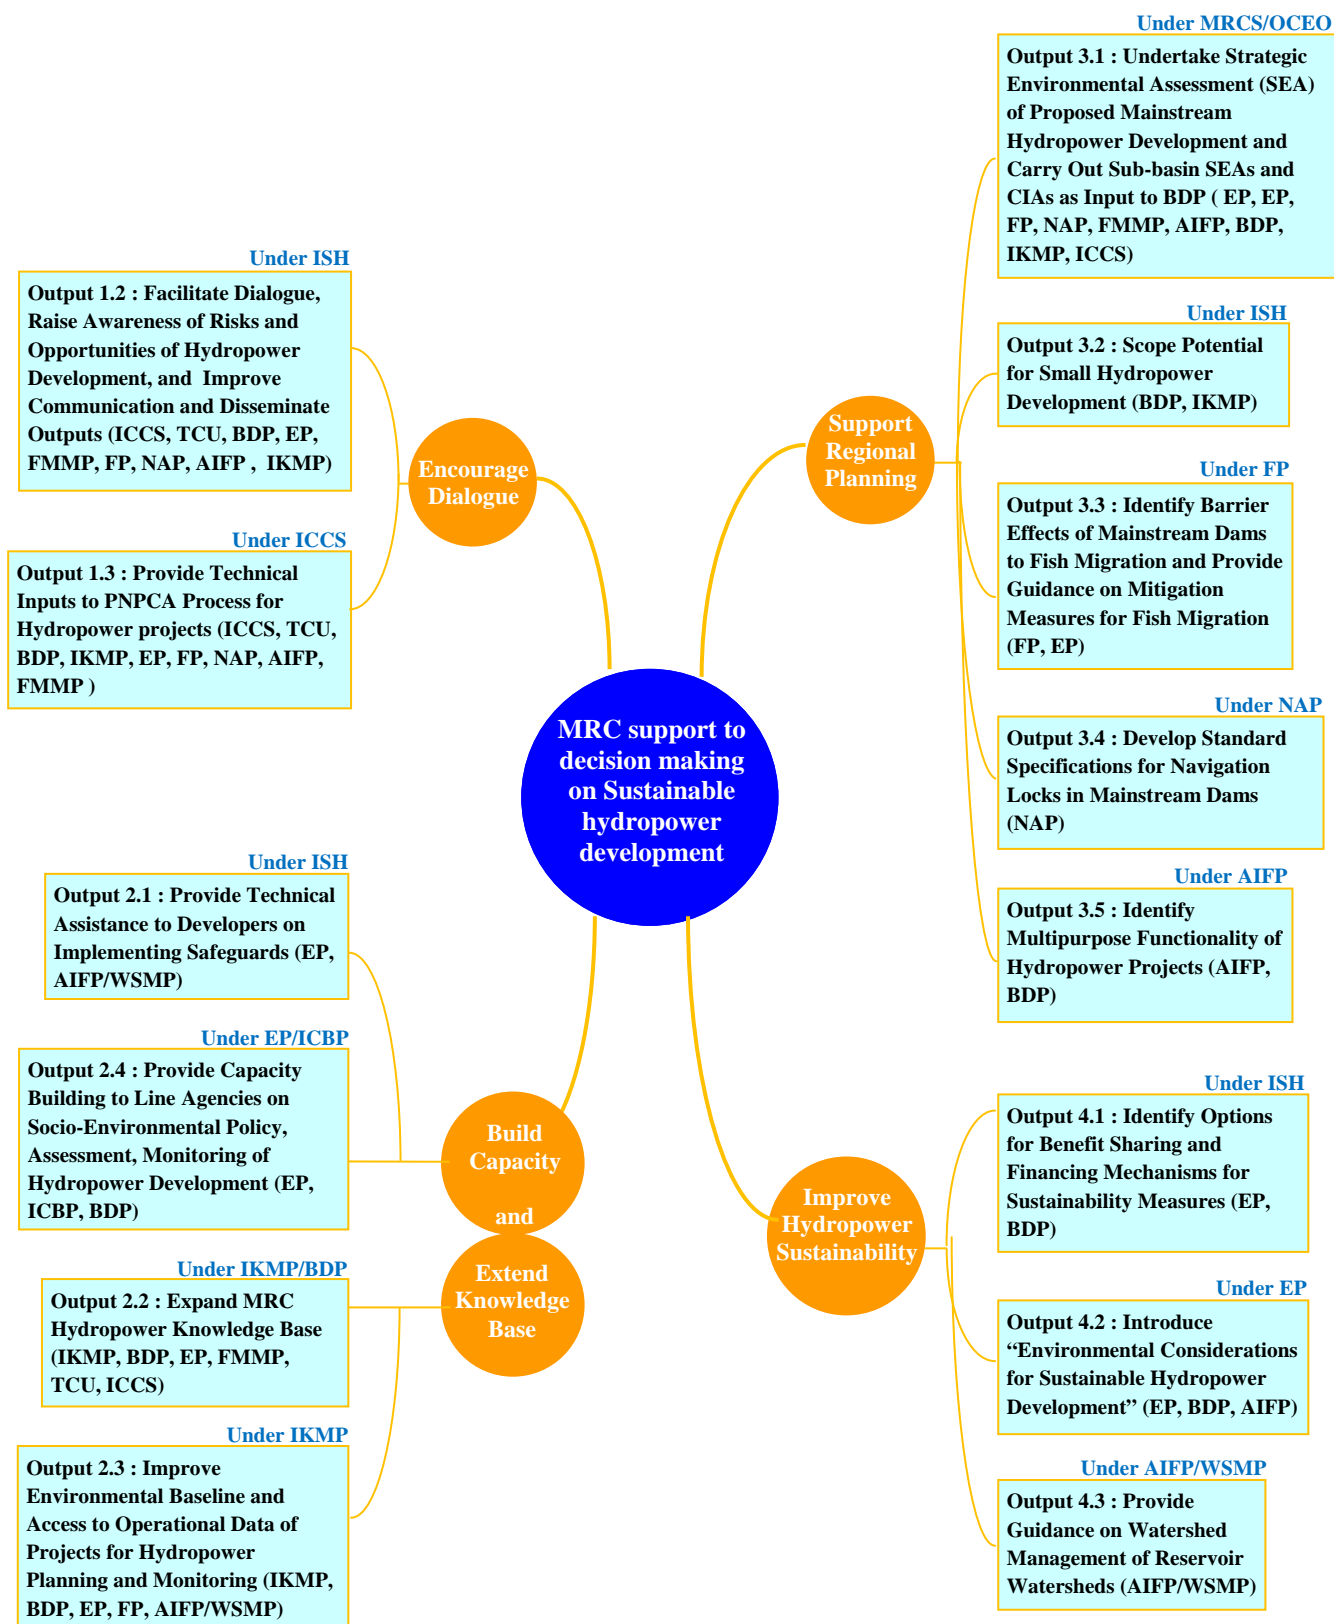 Under MRCS/OCEO
Output 3.1 : Undertake Strategic
Environmental Assessment (SEA)
of Proposed Mainstream
Hydropower Development and
Carry Out Sub-basin SEAs and
CIAs as Input to BDP ( EP, EP,
FP, NAP, FMMP, AIFP, BDP,
IKMP, ICCS)
Under ISH
Output 1.2 : Facilitate Dialogue,
Raise Awareness of Risks and
Opportunities of Hydropower
Development, and  Improve
Communication and Disseminate
Outputs (ICCS, TCU, BDP, EP,
FMMP, FP, NAP, AIFP ,  IKMP)
Under ISH
Output 3.2 : Scope Potential
for Small Hydropower
Development (BDP, IKMP)
Encourage
Dialogue
Support
Regional
Planning
Under FP
Output 3.3 : Identify Barrier
Effects of Mainstream Dams
to Fish Migration and Provide
Guidance on Mitigation
Measures for Fish Migration
(FP, EP)
Under ICCS
Output 1.3 : Provide Technical
Inputs to PNPCA Process for
Hydropower projects (ICCS, TCU,
BDP, IKMP, EP, FP, NAP, AIFP,
FMMP )
Under NAP
Output 3.4 : Develop Standard
Specifications for Navigation
Locks in Mainstream Dams
(NAP)
MRC support to
decision making
on Sustainable
hydropower
development
Under ISH
Output 2.1 : Provide Technical
Assistance to Developers on
Implementing Safeguards (EP,
AIFP/WSMP)
Under AIFP
Output 3.5 : Identify
Multipurpose Functionality of
Hydropower Projects (AIFP,
BDP)
Under EP/ICBP
Output 2.4 : Provide Capacity
Building to Line Agencies on
Socio-Environmental Policy,
Assessment, Monitoring of
Hydropower Development (EP,
ICBP, BDP)
Build
Capacity
and
Extend
Knowledge
Base
Under ISH
Output 4.1 : Identify Options
for Benefit Sharing and
Financing Mechanisms for
Sustainability Measures (EP,
BDP)
Improve
Hydropower
Sustainability
Under IKMP/BDP
Output 2.2 : Expand MRC
Hydropower Knowledge Base
(IKMP, BDP, EP, FMMP,
TCU, ICCS)
Under EP
Output 4.2 : Introduce
“Environmental Considerations
for Sustainable Hydropower
Development” (EP, BDP, AIFP)
Under IKMP
Output 2.3 : Improve
Environmental Baseline and
Access to Operational Data of
Projects for Hydropower
Planning and Monitoring (IKMP,
BDP, EP, FP, AIFP/WSMP)
Under AIFP/WSMP
Output 4.3 : Provide
Guidance on Watershed
Management of Reservoir
Watersheds (AIFP/WSMP)